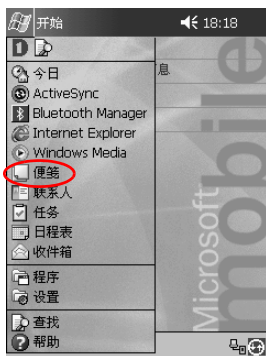 开始 18:18
今日
息
ActiveSync
Bluetooth Manager
Internet Explorer
Windows Media
便笺
联系人
任务
日程表
收件箱
程序
设置
查找
帮助
Microsoft
mobile